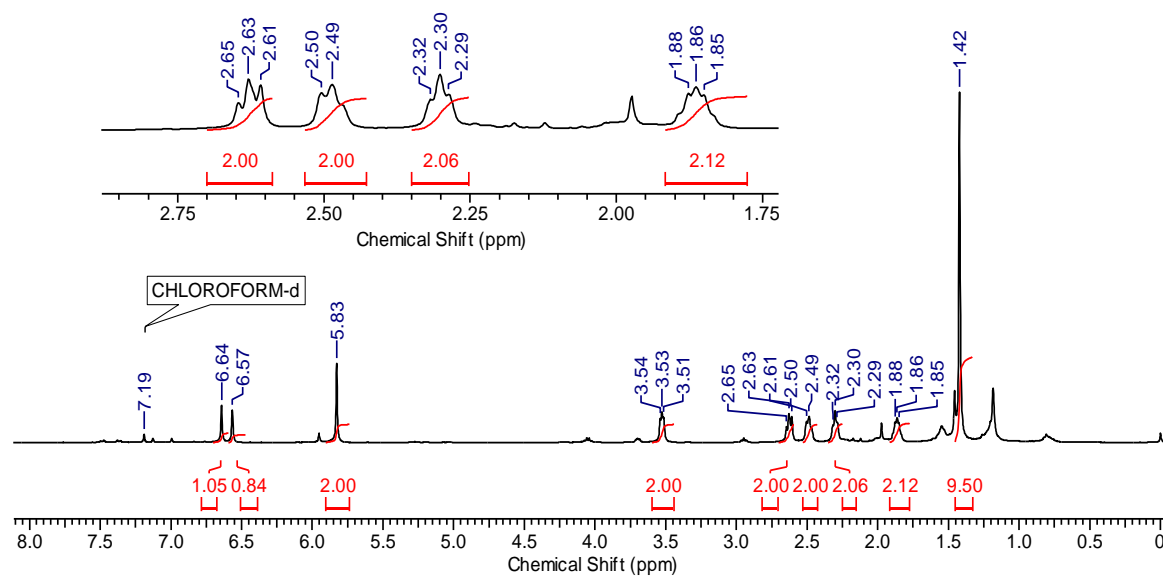 2.65 2.63 2.61 2.50 2.49 2.32 2.30 2.29 1.88 1.86 1.85
1.42
2.00 2.00 2.06 2.12
2.75 2.50 2.25 2.00 1.75
Chemical Shift (ppm)
CHLOROFORM-d
7.19 6.64 6.57 5.83 3.54 3.53 3.51 2.65 2.63 2.61 2.50 2.49 2.32 2.30 2.29 1.88 1.86 1.85
1.05 0.84 2.00 2.00 2.00 2.00 2.06 2.12 9.50
8.0 7.5 7.0 6.5 6.0 5.5 5.0 4.5 4.0 3.5 3.0 2.5 2.0 1.5 1.0 0.5 0
Chemical Shift (ppm)